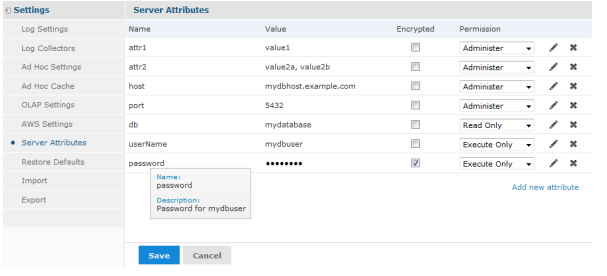 Settings
Log Settings
Log Collectors
Ad Hoc Settings
Ad Hoc Cache
OLAP Settings
AWS Settings
Server Attributes
Restore Defaults
Import
Export
Server Attributes
Name Value Encrypted Permission
attr1 value1 Administer
attr2 value2a, value2b Administer
host mydbhost.example.com Administer
port 5432 Administer
db mydatabase Read Only
userName mydbuser Execute Only
password •••••••• Execute Only
Name:
password
Description:
Password for mydbuser
Add new attribute
Save Cancel